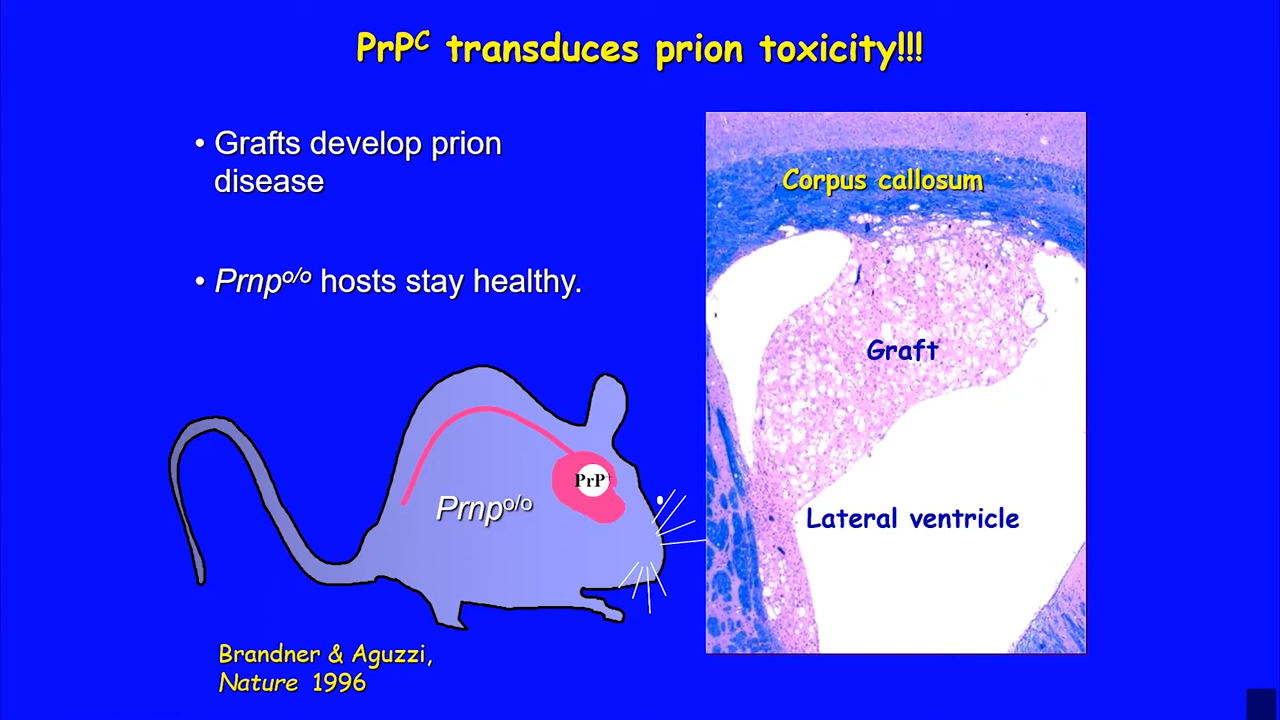 PrPᶜ transduces prion toxicity!!!
• Grafts develop prion
disease
• Prnpᵒ/ᵒ hosts stay healthy.
Corpus callosum
Graft
Lateral ventricle
PrP⁺
Prnpᵒ/ᵒ
Brandner & Aguzzi,
Nature 1996